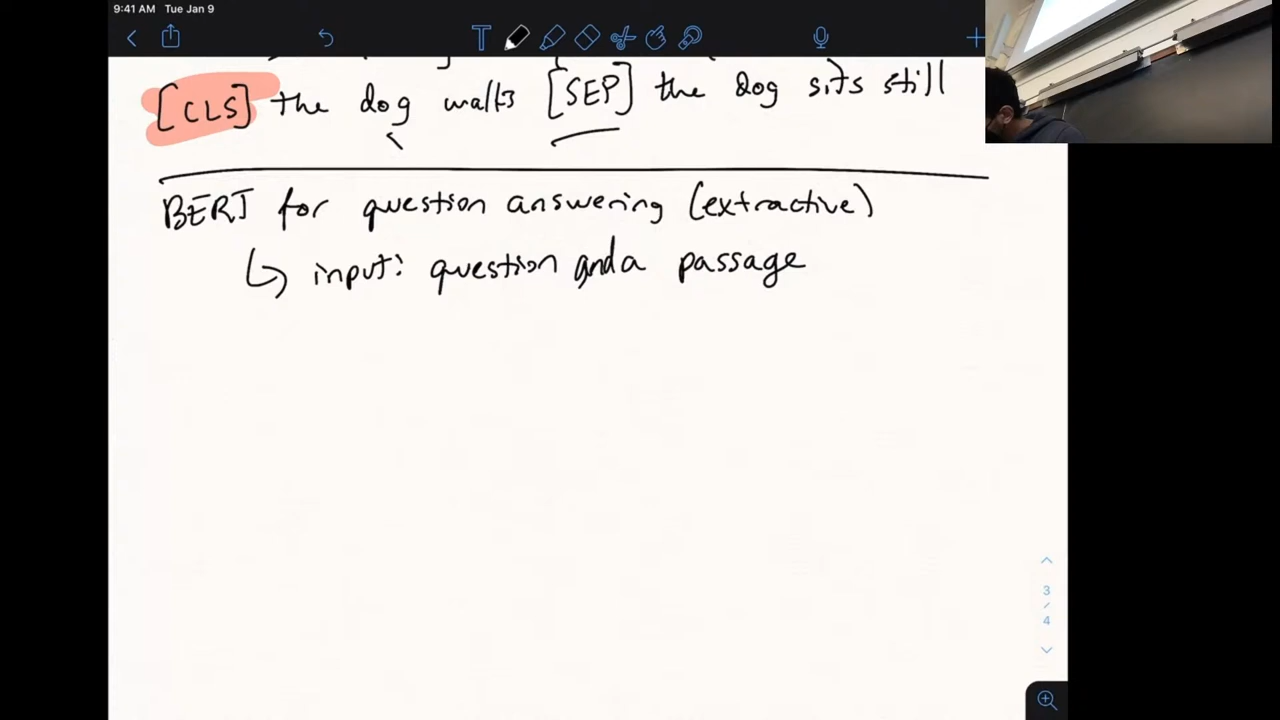 9:41 AM Tue Jan 9
[CLS] the dog walks [SEP] the dog sits still
BERT for question answering (extractive)
↳ input: question and a passage
3
/
4